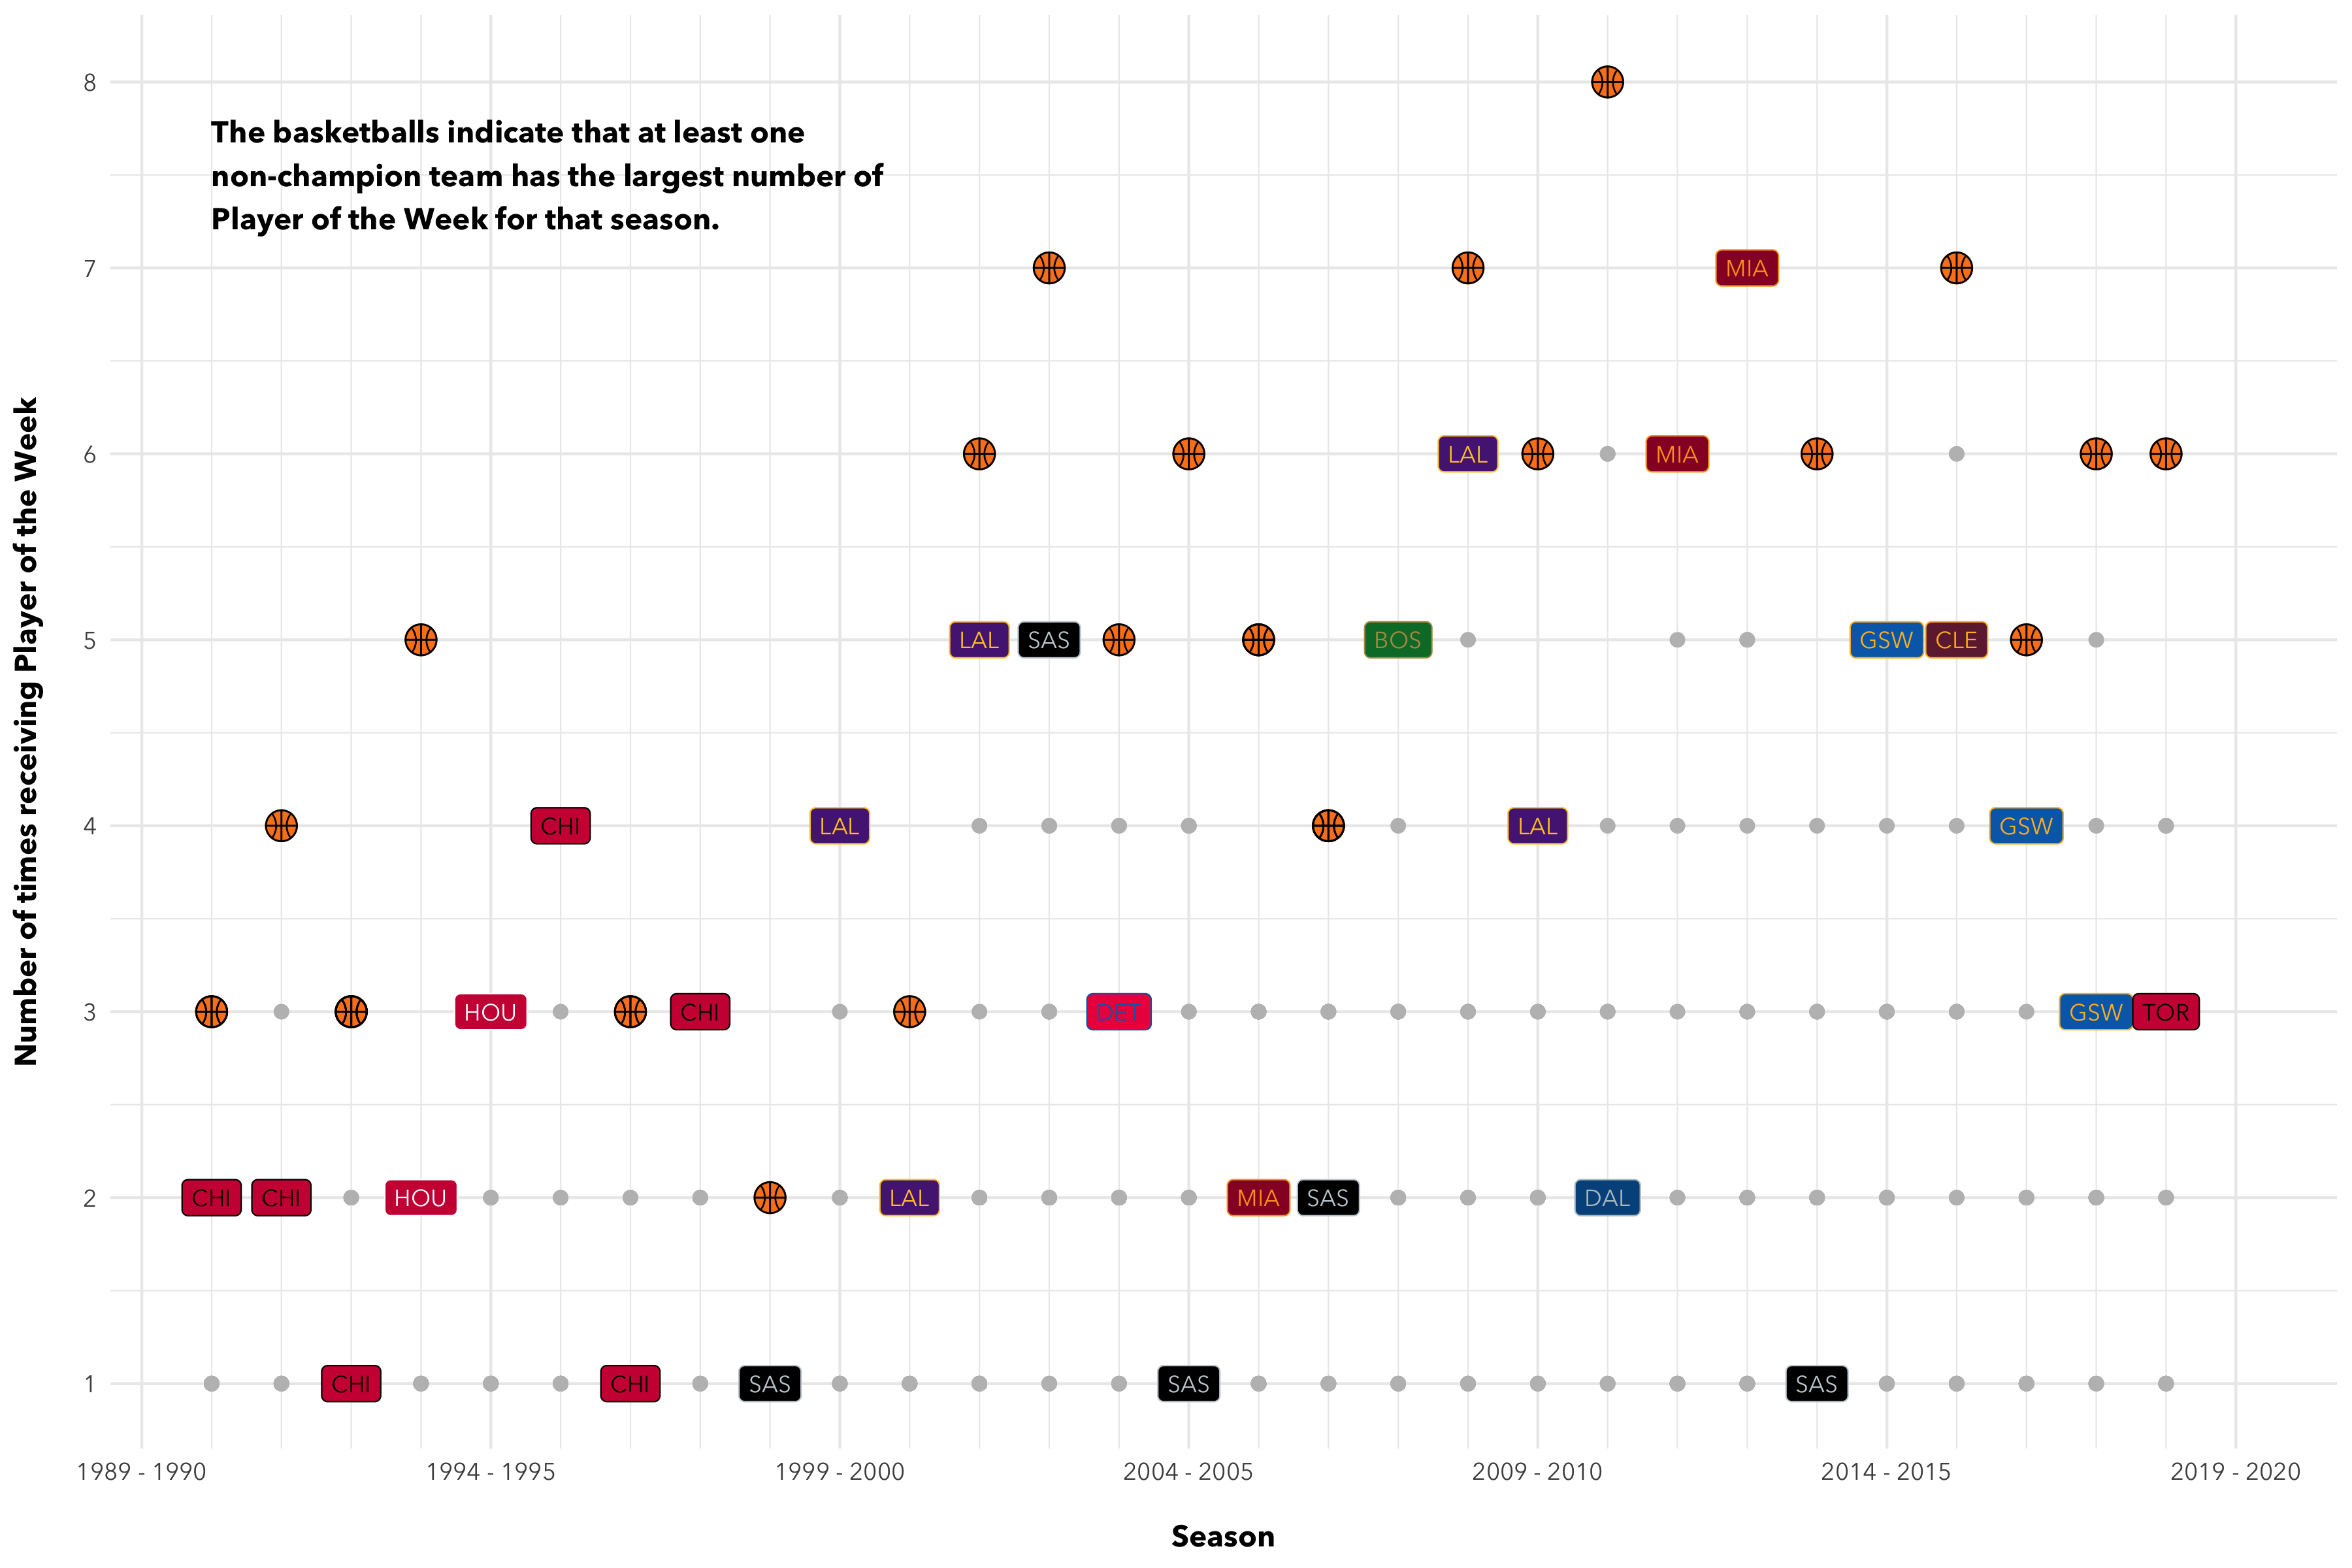 8
The basketballs indicate that at least one
non-champion team has the largest number of
Player of the Week for that season.
7
MIA
6
LAL
MIA
5
LAL
SAS
BOS
GSW
CLE
4
CHI
LAL
LAL
GSW
3
HOU
CHI
DET
GSW
TOR
2
CHI
CHI
HOU
LAL
MIA
SAS
DAL
1
CHI
CHI
SAS
SAS
SAS
Number of times receiving Player of the Week
1989 - 1990
1994 - 1995
1999 - 2000
2004 - 2005
2009 - 2010
2014 - 2015
2019 - 2020
Season